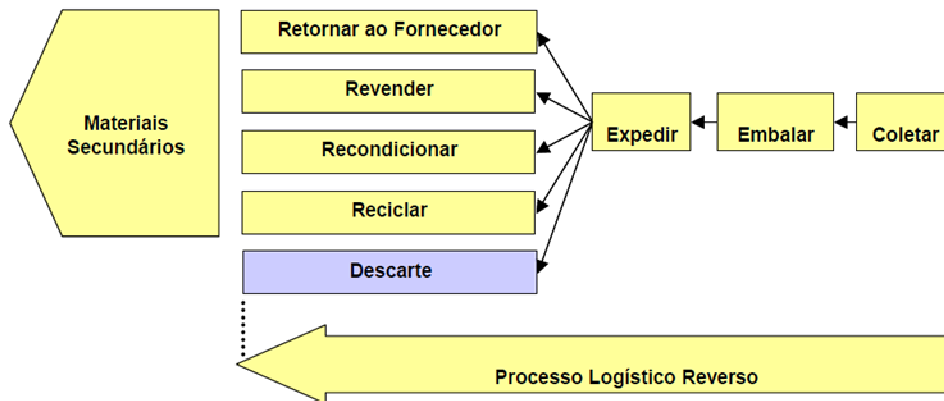 Retornar ao Fornecedor
Revender
Materiais
Secundários
Recondicionar
Expedir
Embalar
Coletar
Reciclar
Descarte
Processo Logístico Reverso